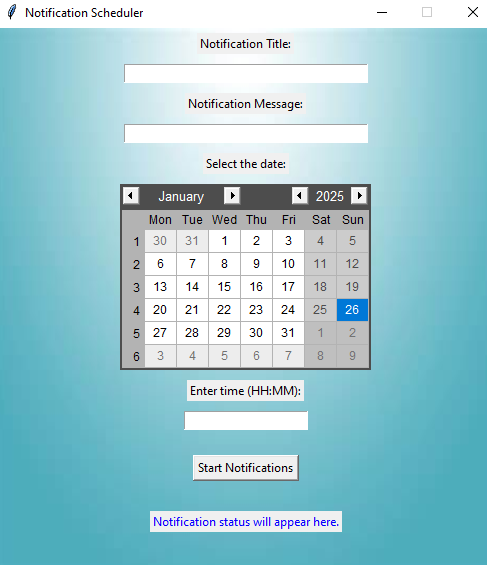 Notification Scheduler
Notification Title:
Notification Message:
Select the date:
January 2025
Mon Tue Wed Thu Fri Sat Sun
1 30 31 1 2 3 4 5
2 6 7 8 9 10 11 12
3 13 14 15 16 17 18 19
4 20 21 22 23 24 25 26
5 27 28 29 30 31 1 2
6 3 4 5 6 7 8 9
Enter time (HH:MM):
Start Notifications
Notification status will appear here.